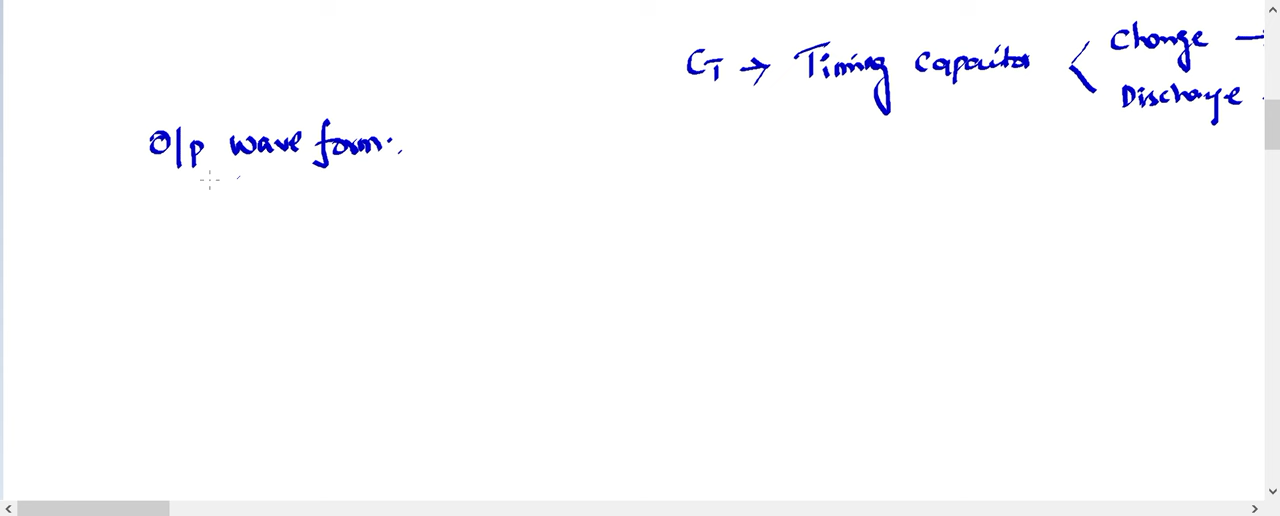 CT → Timing Capacitor < Charge →
Discharge
O/p wave form.